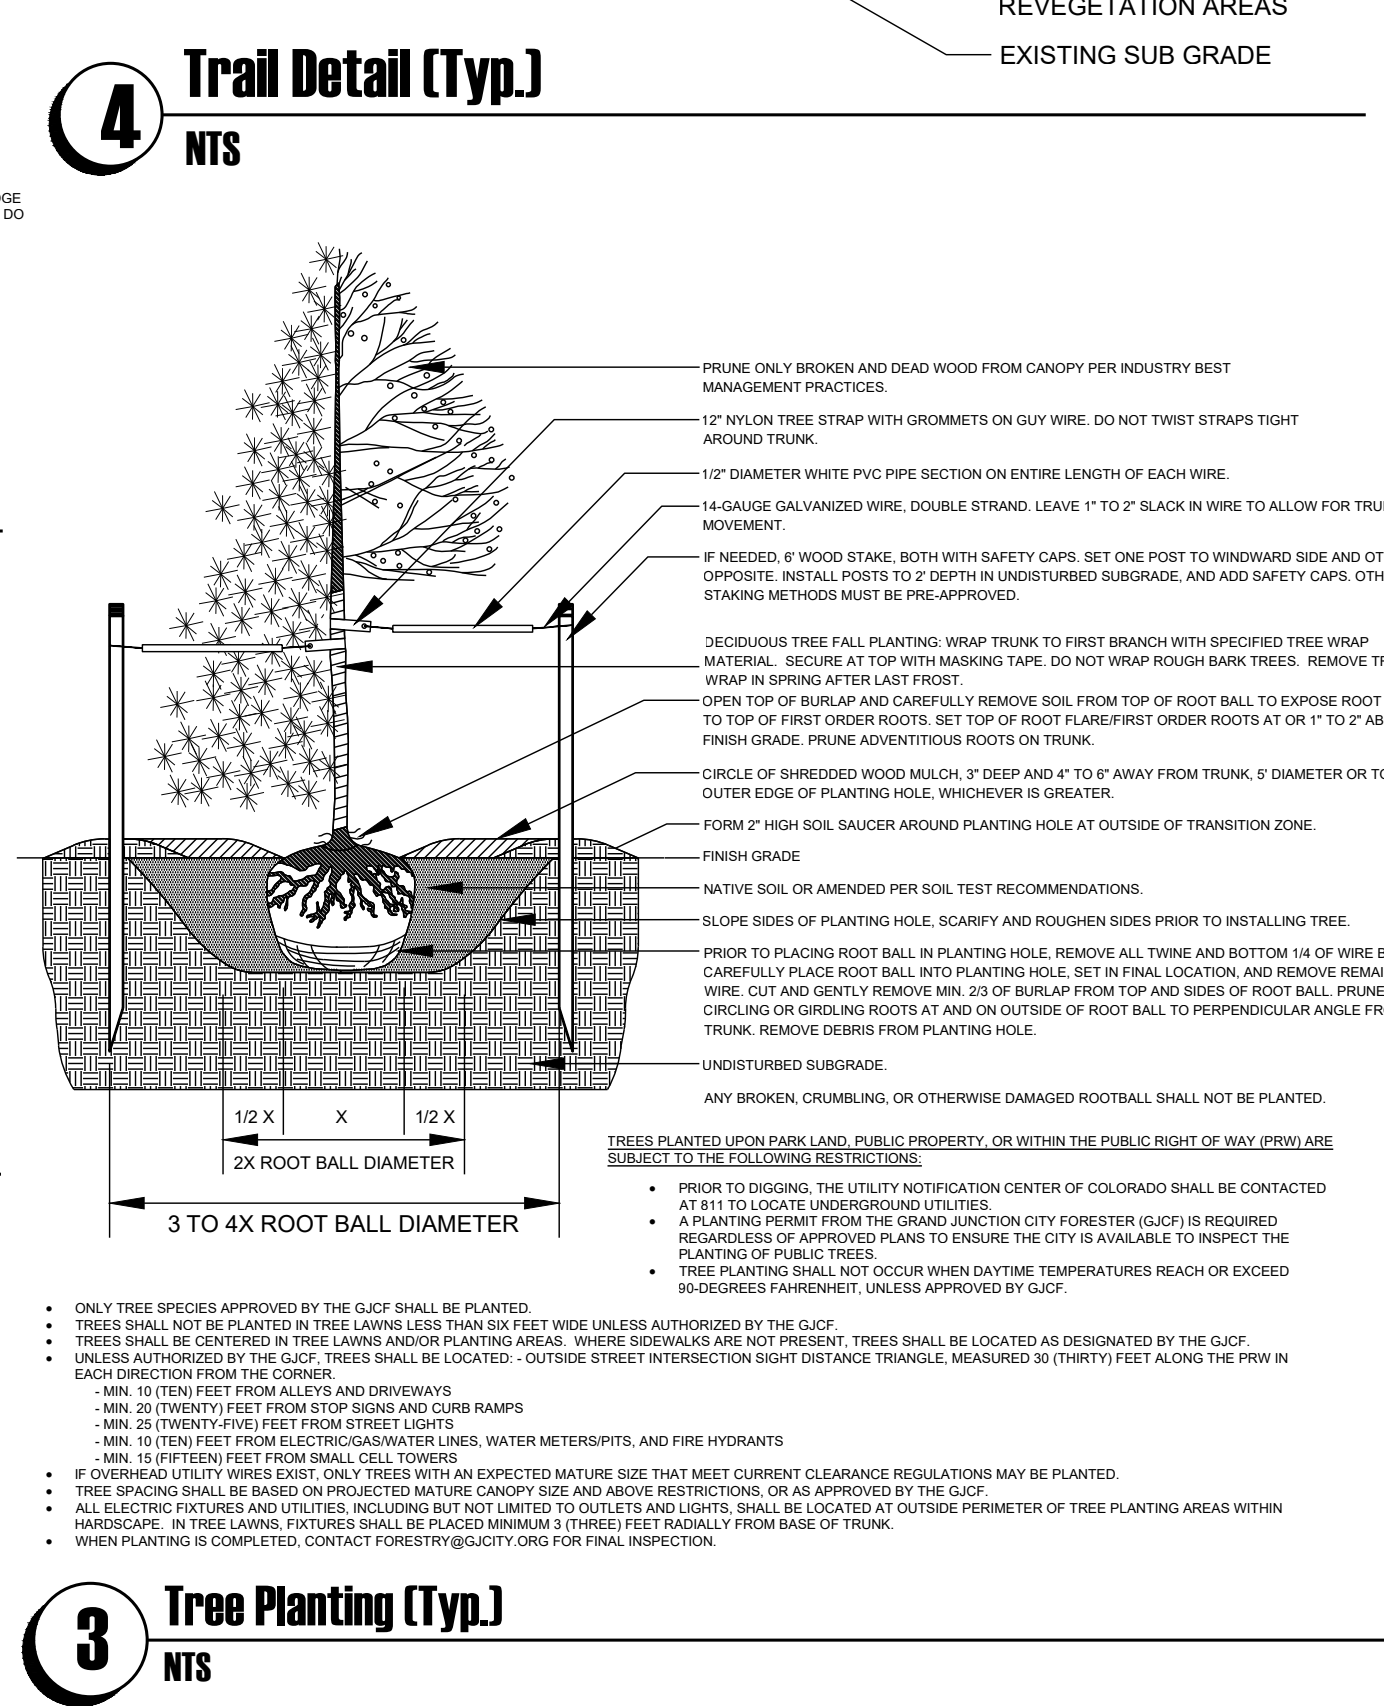 REVEGETATION AREAS
EXISTING SUB GRADE
4
Trail Detail (Typ.)
NTS
DO
PRUNE ONLY BROKEN AND DEAD WOOD FROM CANOPY PER INDUSTRY BEST
MANAGEMENT PRACTICES.
12" NYLON TREE STRAP WITH GROMMETS ON GUY WIRE. DO NOT TWIST STRAPS TIGHT
AROUND TRUNK.
1/2" DIAMETER WHITE PVC PIPE SECTION ON ENTIRE LENGTH OF EACH WIRE.
14-GAUGE GALVANIZED WIRE, DOUBLE STRAND. LEAVE 1" TO 2" SLACK IN WIRE TO ALLOW FOR
MOVEMENT.
IF NEEDED, 6' WOOD STAKE, BOTH WITH SAFETY CAPS. SET ONE POST TO WINDWARD SIDE AND
OPPOSITE. INSTALL POSTS TO 2' DEPTH IN UNDISTURBED SUBGRADE, AND ADD SAFETY CAPS.
STAKING METHODS MUST BE PRE-APPROVED.
DECIDUOUS TREE FALL PLANTING: WRAP TRUNK TO FIRST BRANCH WITH SPECIFIED TREE WRAP
MATERIAL. SECURE AT TOP WITH MASKING TAPE. DO NOT WRAP ROUGH BARK TREES. REMOVE
WRAP IN SPRING AFTER LAST FROST.
OPEN TOP OF BURLAP AND CAREFULLY REMOVE SOIL FROM TOP OF ROOT BALL TO EXPOSE ROOT
TO TOP OF FIRST ORDER ROOTS. SET TOP OF ROOT FLARE/FIRST ORDER ROOTS AT OR 1" TO 2"
FINISH GRADE. PRUNE ADVENTITIOUS ROOTS ON TRUNK.
CIRCLE OF SHREDDED WOOD MULCH, 3" DEEP AND 4" TO 6" AWAY FROM TRUNK, 5' DIAMETER OR TO
OUTER EDGE OF PLANTING HOLE, WHICHEVER IS GREATER.
FORM 2" HIGH SOIL SAUCER AROUND PLANTING HOLE AT OUTSIDE OF TRANSITION ZONE.
FINISH GRADE
NATIVE SOIL OR AMENDED PER SOIL TEST RECOMMENDATIONS.
SLOPE SIDES OF PLANTING HOLE, SCARIFY AND ROUGHEN SIDES PRIOR TO INSTALLING TREE.
PRIOR TO PLACING ROOT BALL IN PLANTING HOLE, REMOVE ALL TWINE AND BOTTOM 1/4 OF WIRE
CAREFULLY PLACE ROOT BALL INTO PLANTING HOLE, SET IN FINAL LOCATION, AND REMOVE
WIRE. CUT AND GENTLY REMOVE MIN. 2/3 OF BURLAP FROM TOP AND SIDES OF ROOT BALL. PRUNE
CIRCLING OR GIRDLING ROOTS AT AND ON OUTSIDE OF ROOT BALL TO PERPENDICULAR ANGLE
TRUNK. REMOVE DEBRIS FROM PLANTING HOLE.
UNDISTURBED SUBGRADE.
ANY BROKEN, CRUMBLING, OR OTHERWISE DAMAGED ROOTBALL SHALL NOT BE PLANTED.
1/2 X X 1/2 X
2X ROOT BALL DIAMETER
3 TO 4X ROOT BALL DIAMETER
TREES PLANTED UPON PARK LAND, PUBLIC PROPERTY, OR WITHIN THE PUBLIC RIGHT OF WAY (PRW) ARE
SUBJECT TO THE FOLLOWING RESTRICTIONS:
• PRIOR TO DIGGING, THE UTILITY NOTIFICATION CENTER OF COLORADO SHALL BE CONTACTED
AT 811 TO LOCATE UNDERGROUND UTILITIES.
• A PLANTING PERMIT FROM THE GRAND JUNCTION CITY FORESTER (GJCF) IS REQUIRED
REGARDLESS OF APPROVED PLANS TO ENSURE THE CITY IS AVAILABLE TO INSPECT THE
PLANTING OF PUBLIC TREES.
• TREE PLANTING SHALL NOT OCCUR WHEN DAYTIME TEMPERATURES REACH OR EXCEED
90-DEGREES FAHRENHEIT, UNLESS APPROVED BY GJCF.
• ONLY TREE SPECIES APPROVED BY THE GJCF SHALL BE PLANTED.
• TREES SHALL NOT BE PLANTED IN TREE LAWNS LESS THAN SIX FEET WIDE UNLESS AUTHORIZED BY THE GJCF.
• TREES SHALL BE CENTERED IN TREE LAWNS AND/OR PLANTING AREAS. WHERE SIDEWALKS ARE NOT PRESENT, TREES SHALL BE LOCATED AS DESIGNATED BY THE GJCF.
• UNLESS AUTHORIZED BY THE GJCF, TREES SHALL BE LOCATED: - OUTSIDE STREET INTERSECTION SIGHT DISTANCE TRIANGLE, MEASURED 30 (THIRTY) FEET ALONG THE PRW IN
EACH DIRECTION FROM THE CORNER.
- MIN. 10 (TEN) FEET FROM ALLEYS AND DRIVEWAYS
- MIN. 20 (TWENTY) FEET FROM STOP SIGNS AND CURB RAMPS
- MIN. 25 (TWENTY-FIVE) FEET FROM STREET LIGHTS
- MIN. 10 (TEN) FEET FROM ELECTRIC/GAS/WATER LINES, WATER METERS/PITS, AND FIRE HYDRANTS
- MIN. 15 (FIFTEEN) FEET FROM SMALL CELL TOWERS
• IF OVERHEAD UTILITY WIRES EXIST, ONLY TREES WITH AN EXPECTED MATURE SIZE THAT MEET CURRENT CLEARANCE REGULATIONS MAY BE PLANTED.
• TREE SPACING SHALL BE BASED ON PROJECTED MATURE CANOPY SIZE AND ABOVE RESTRICTIONS, OR AS APPROVED BY THE GJCF.
• ALL ELECTRIC FIXTURES AND UTILITIES, INCLUDING BUT NOT LIMITED TO OUTLETS AND LIGHTS, SHALL BE LOCATED AT OUTSIDE PERIMETER OF TREE PLANTING AREAS WITHIN
HARDSCAPE. IN TREE LAWNS, FIXTURES SHALL BE PLACED MINIMUM 3 (THREE) FEET RADIALLY FROM BASE OF TRUNK.
• WHEN PLANTING IS COMPLETED, CONTACT FORESTRY@GJCITY.ORG FOR FINAL INSPECTION.
3
Tree Planting (Typ.)
NTS